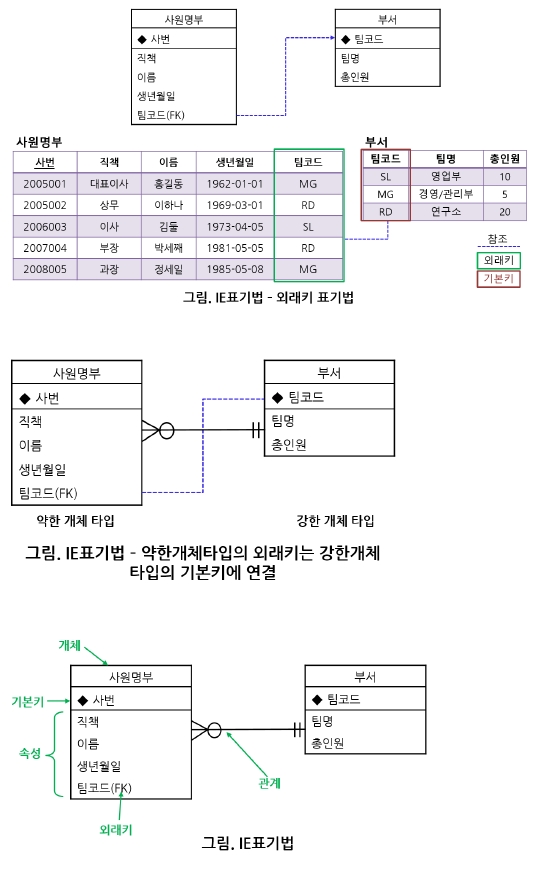 사원명부
◆ 사번
직책
이름
생년월일
팀코드(FK)
부서
◆ 팀코드
팀명
총인원
사원명부
사번 직책 이름 생년월일 팀코드
2005001 대표이사 홍길동 1962-01-01 MG
2005002 상무 이하나 1969-03-01 RD
2006003 이사 김둘 1973-04-05 SL
2007004 부장 박세째 1981-05-05 RD
2008005 과장 정세일 1985-05-08 MG
부서
팀코드 팀명 총인원
SL 영업부 10
MG 경영/관리부 5
RD 연구소 20
참조
외래키
기본키
그림. IE표기법 - 외래키 표기법
사원명부
◆ 사번
직책
이름
생년월일
팀코드(FK)
약한 개체 타입
부서
◆ 팀코드
팀명
총인원
강한 개체 타입
그림. IE표기법 - 약한개체타입의 외래키는 강한개체
타입의 기본키에 연결
개체
사원명부
기본키
◆ 사번
속성
직책
이름
생년월일
팀코드(FK)
외래키
관계
부서
◆ 팀코드
팀명
총인원
그림. IE표기법